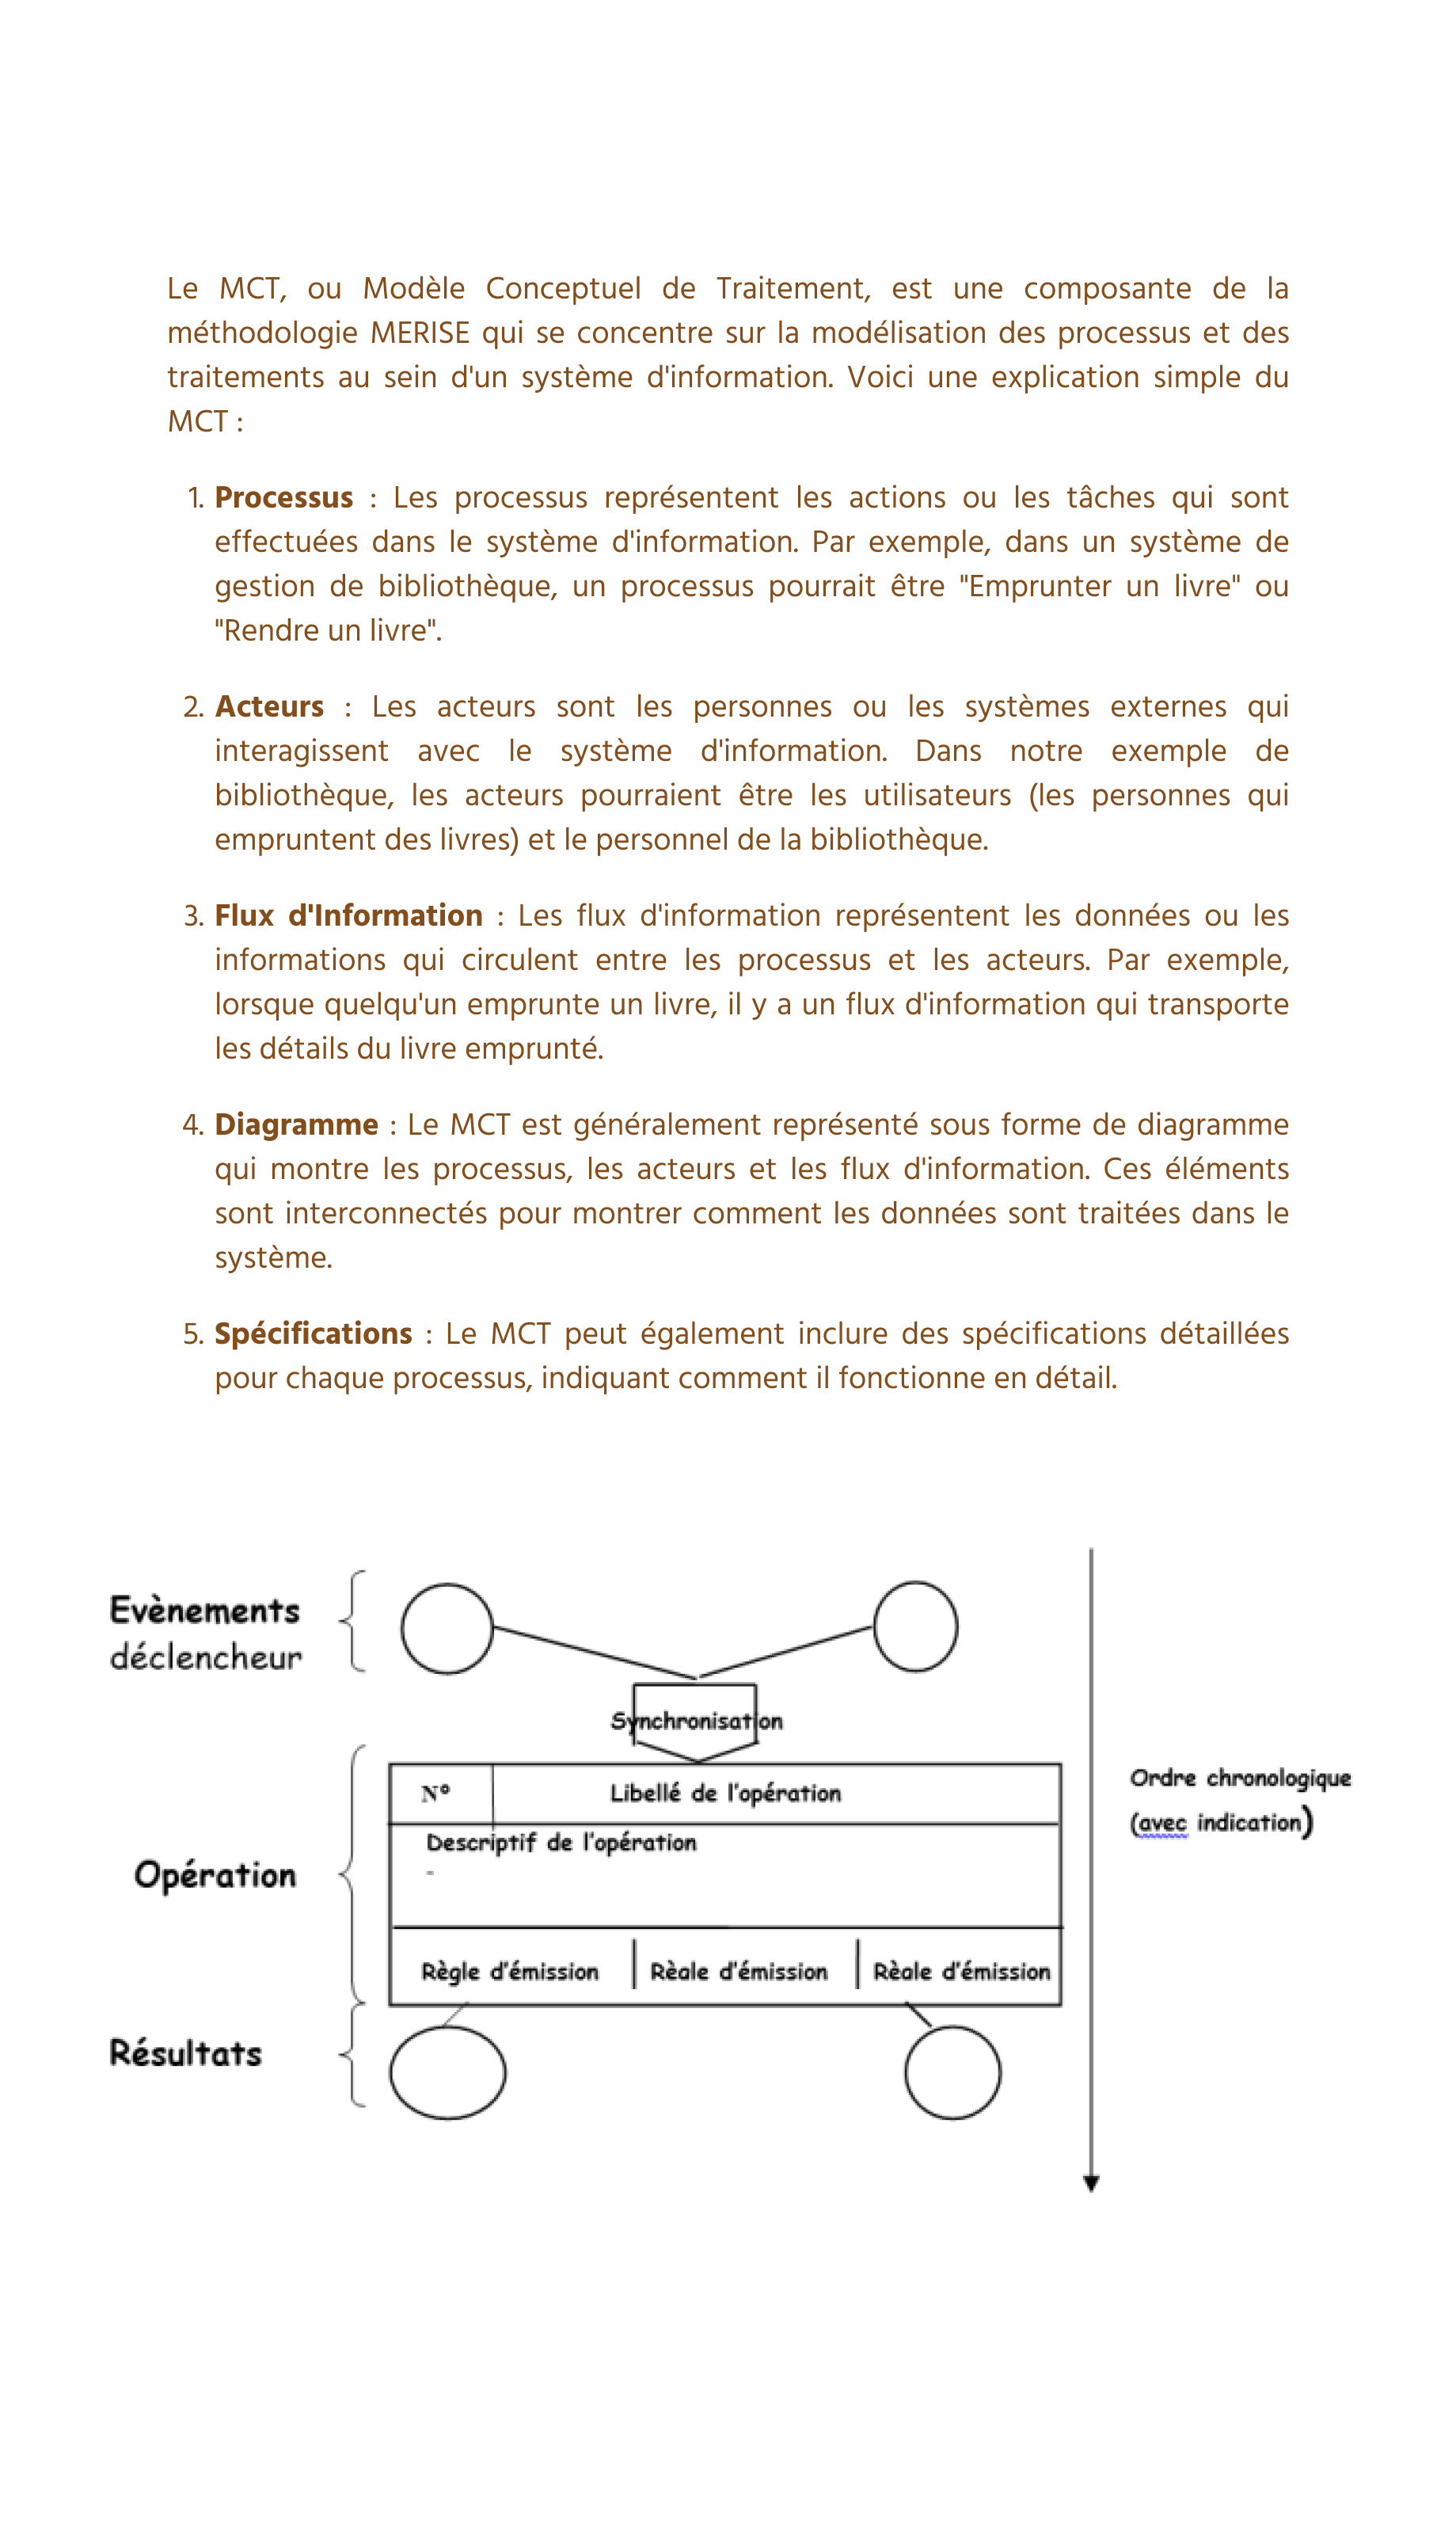 Le MCT, ou Modèle Conceptuel de Traitement, est une composante de la
méthodologie MERISE qui se concentre sur la modélisation des processus et des
traitements au sein d'un système d'information. Voici une explication simple du
MCT :
1. Processus : Les processus représentent les actions ou les tâches qui sont
effectuées dans le système d'information. Par exemple, dans un système de
gestion de bibliothèque, un processus pourrait être "Emprunter un livre" ou
"Rendre un livre".
2. Acteurs : Les acteurs sont les personnes ou les systèmes externes qui
interagissent avec le système d'information. Dans notre exemple de
bibliothèque, les acteurs pourraient être les utilisateurs (les personnes qui
empruntent des livres) et le personnel de la bibliothèque.
3. Flux d'Information : Les flux d'information représentent les données ou les
informations qui circulent entre les processus et les acteurs. Par exemple,
lorsque quelqu'un emprunte un livre, il y a un flux d'information qui transporte
les détails du livre emprunté.
4. Diagramme : Le MCT est généralement représenté sous forme de diagramme
qui montre les processus, les acteurs et les flux d'information. Ces éléments
sont interconnectés pour montrer comment les données sont traitées dans le
système.
5. Spécifications : Le MCT peut également inclure des spécifications détaillées
pour chaque processus, indiquant comment il fonctionne en détail.
Evènements
déclencheur
Synchronisation
N° Libellé de l'opération
Ordre chronologique
(avec indication)
Descriptif de l'opération
-
Opération
Règle d'émission Règle d'émission Règle d'émission
Résultats